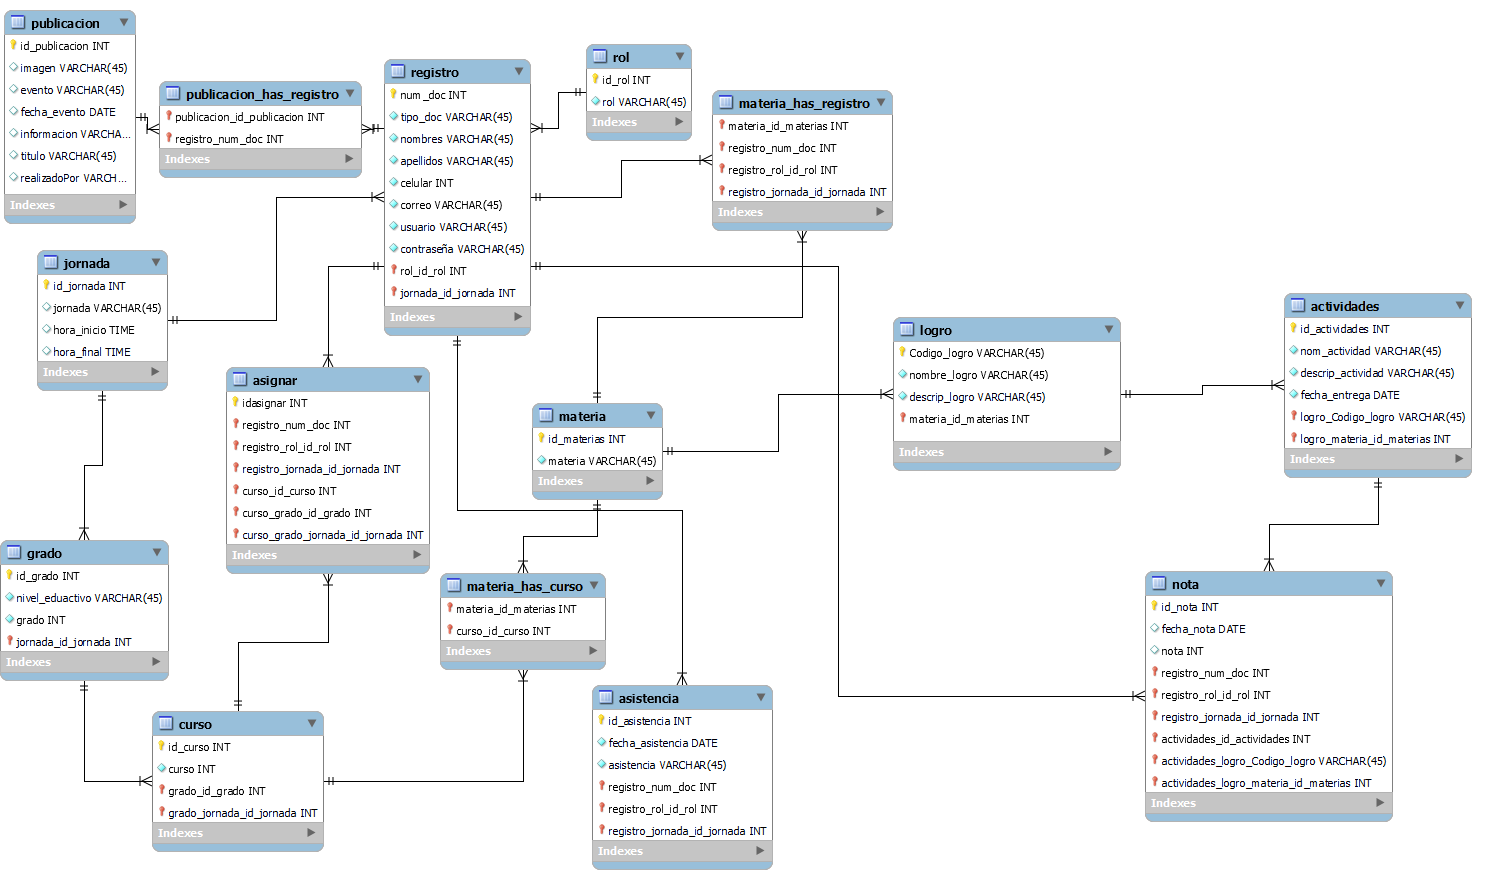 publicacion
id_publicacion INT
imagen VARCHAR(45)
evento VARCHAR(45)
fecha_evento DATE
informacion VARCHA...
titulo VARCHAR(45)
realizadoPor VARCH...
Indexes
publicacion_has_registro
publicacion_id_publicacion INT
registro_num_doc INT
Indexes
registro
num_doc INT
tipo_doc VARCHAR(45)
nombres VARCHAR(45)
apellidos VARCHAR(45)
celular INT
correo VARCHAR(45)
usuario VARCHAR(45)
contraseña VARCHAR(45)
rol_id_rol INT
jornada_id_jornada INT
Indexes
rol
id_rol INT
rol VARCHAR(45)
Indexes
materia_has_registro
materia_id_materias INT
registro_num_doc INT
registro_rol_id_rol INT
registro_jornada_id_jornada INT
Indexes
jornada
id_jornada INT
jornada VARCHAR(45)
hora_inicio TIME
hora_final TIME
Indexes
asignar
idasignar INT
registro_num_doc INT
registro_rol_id_rol INT
registro_jornada_id_jornada INT
curso_id_curso INT
curso_grado_id_grado INT
curso_grado_jornada_id_jornada INT
Indexes
materia
id_materias INT
materia VARCHAR(45)
Indexes
logro
Codigo_logro VARCHAR(45)
nombre_logro VARCHAR(45)
descrip_logro VARCHAR(45)
materia_id_materias INT
Indexes
actividades
id_actividades INT
nom_actividad VARCHAR(45)
descrip_actividad VARCHAR(45)
fecha_entrega DATE
logro_Codigo_logro VARCHAR(45)
logro_materia_id_materias INT
Indexes
grado
id_grado INT
nivel_eduactivo VARCHAR(45)
grado INT
jornada_id_jornada INT
Indexes
materia_has_curso
materia_id_materias INT
curso_id_curso INT
Indexes
nota
id_nota INT
fecha_nota DATE
nota INT
registro_num_doc INT
registro_rol_id_rol INT
registro_jornada_id_jornada INT
actividades_id_actividades INT
actividades_logro_Codigo_logro VARCHAR(45)
actividades_logro_materia_id_materias INT
Indexes
curso
id_curso INT
curso INT
grado_id_grado INT
grado_jornada_id_jornada INT
Indexes
asistencia
id_asistencia INT
fecha_asistencia DATE
asistencia VARCHAR(45)
registro_num_doc INT
registro_rol_id_rol INT
registro_jornada_id_jornada INT
Indexes